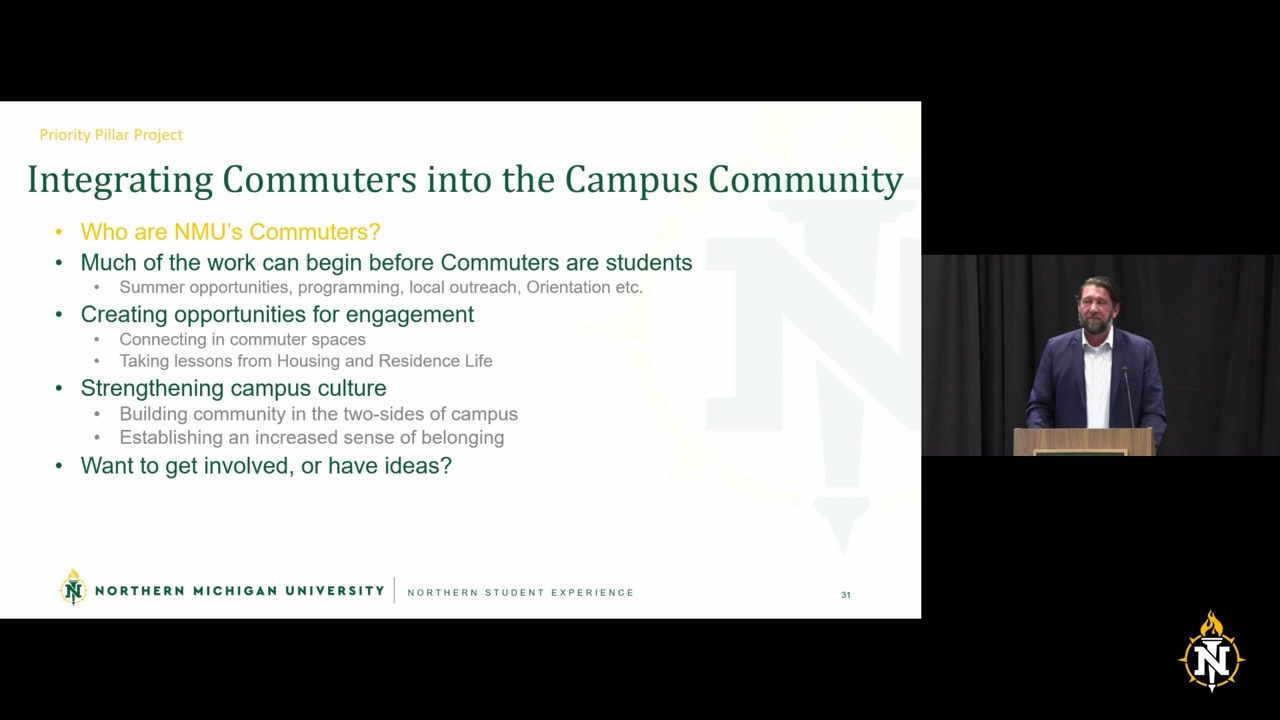 Priority Pillar Project
Integrating Commuters into the Campus Community
• Who are NMU's Commuters?
• Much of the work can begin before Commuters are students
• Summer opportunities, programming, local outreach, Orientation etc.
• Creating opportunities for engagement
• Connecting in commuter spaces
• Taking lessons from Housing and Residence Life
• Strengthening campus culture
• Building community in the two-sides of campus
• Establishing an increased sense of belonging
• Want to get involved, or have ideas?
N NORTHERN MICHIGAN UNIVERSITY | NORTHERN STUDENT EXPERIENCE
31
N